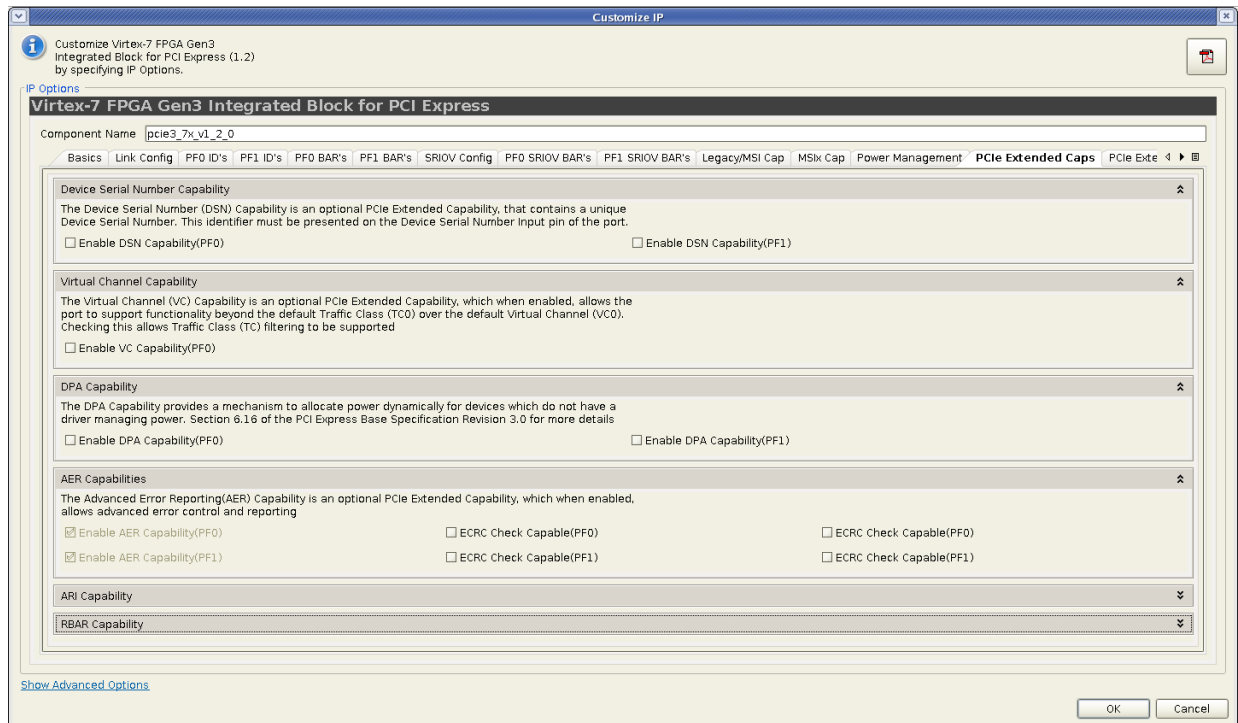 Customize IP
Customize Virtex-7 FPGA Gen3
Integrated Block for PCI Express (1.2)
by specifying IP Options.
IP Options
Virtex-7 FPGA Gen3 Integrated Block for PCI Express
Component Name pcie3_7x_v1_2_0
Basics Link Config PF0 ID's PF1 ID's PF0 BAR's PF1 BAR's SRIOV Config PF0 SRIOV BAR's PF1 SRIOV BAR's Legacy/MSI Cap MSIx Cap Power Management PCIe Extended Caps PCIe Exte
Device Serial Number Capability
The Device Serial Number (DSN) Capability is an optional PCIe Extended Capability, that contains a unique
Device Serial Number. This identifier must be presented on the Device Serial Number Input pin of the port.
Enable DSN Capability(PF0) Enable DSN Capability(PF1)
Virtual Channel Capability
The Virtual Channel (VC) Capability is an optional PCIe Extended Capability, which when enabled, allows the
port to support functionality beyond the default Traffic Class (TC0) over the default Virtual Channel (VC0).
Checking this allows Traffic Class (TC) filtering to be supported
Enable VC Capability(PF0)
DPA Capability
The DPA Capability provides a mechanism to allocate power dynamically for devices which do not have a
driver managing power. Section 6.16 of the PCI Express Base Specification Revision 3.0 for more details
Enable DPA Capability(PF0) Enable DPA Capability(PF1)
AER Capabilities
The Advanced Error Reporting(AER) Capability is an optional PCIe Extended Capability, which when enabled,
allows advanced error control and reporting
Enable AER Capability(PF0) ECRC Check Capable(PF0) ECRC Check Capable(PF0)
Enable AER Capability(PF1) ECRC Check Capable(PF1) ECRC Check Capable(PF1)
ARI Capability
RBAR Capability
Show Advanced Options
OK Cancel